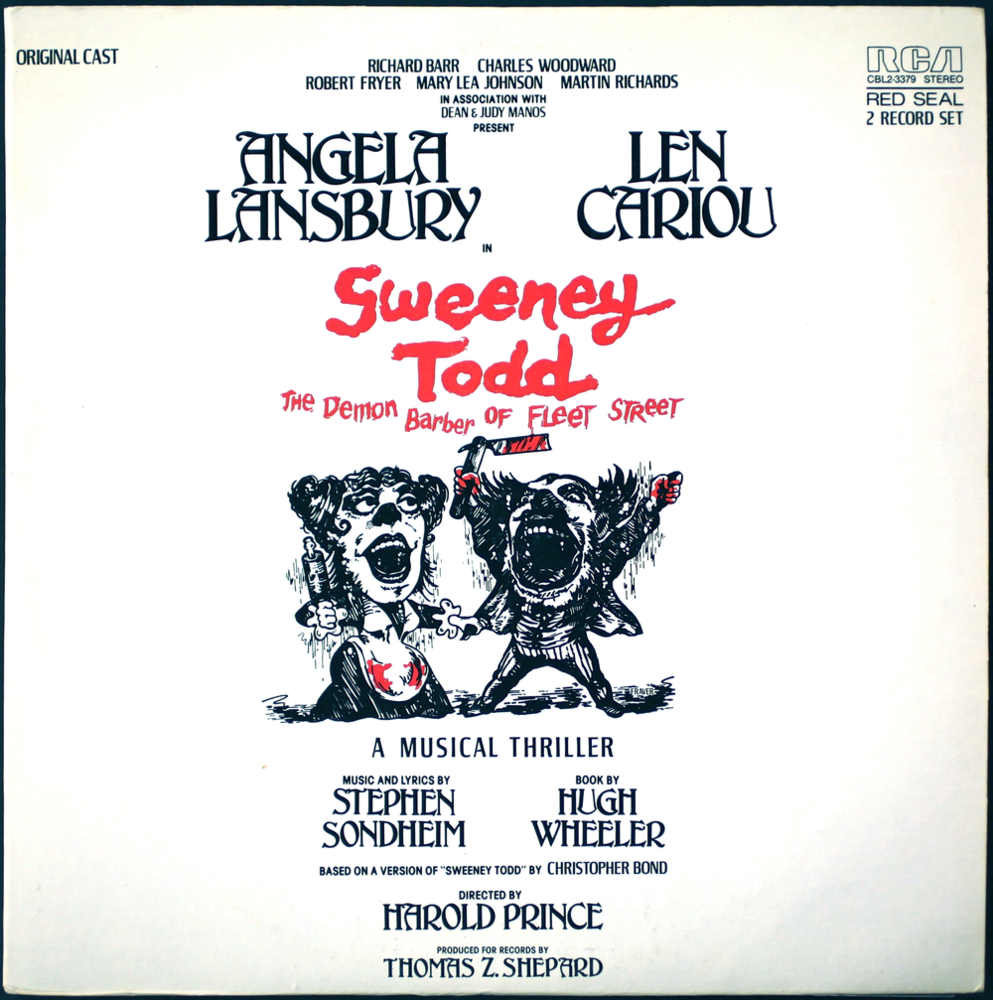 ORIGINAL CAST
RCA
CBL2-3379 STEREO
RED SEAL
2 RECORD SET
RICHARD BARR CHARLES WOODWARD
ROBERT FRYER MARY LEA JOHNSON MARTIN RICHARDS
IN ASSOCIATION WITH
DEAN & JUDY MANOS
PRESENT
ANGELA LANSBURY
LEN CARIOU
IN
Sweeney
Todd
THE DEMON BARBER OF FLEET STREET
FRAVER
A MUSICAL THRILLER
MUSIC AND LYRICS BY
STEPHEN
SONDHEIM
BOOK BY
HUGH
WHEELER
BASED ON A VERSION OF "SWEENEY TODD" BY CHRISTOPHER BOND
DIRECTED BY
HAROLD PRINCE
PRODUCED FOR RECORDS BY
THOMAS Z. SHEPARD